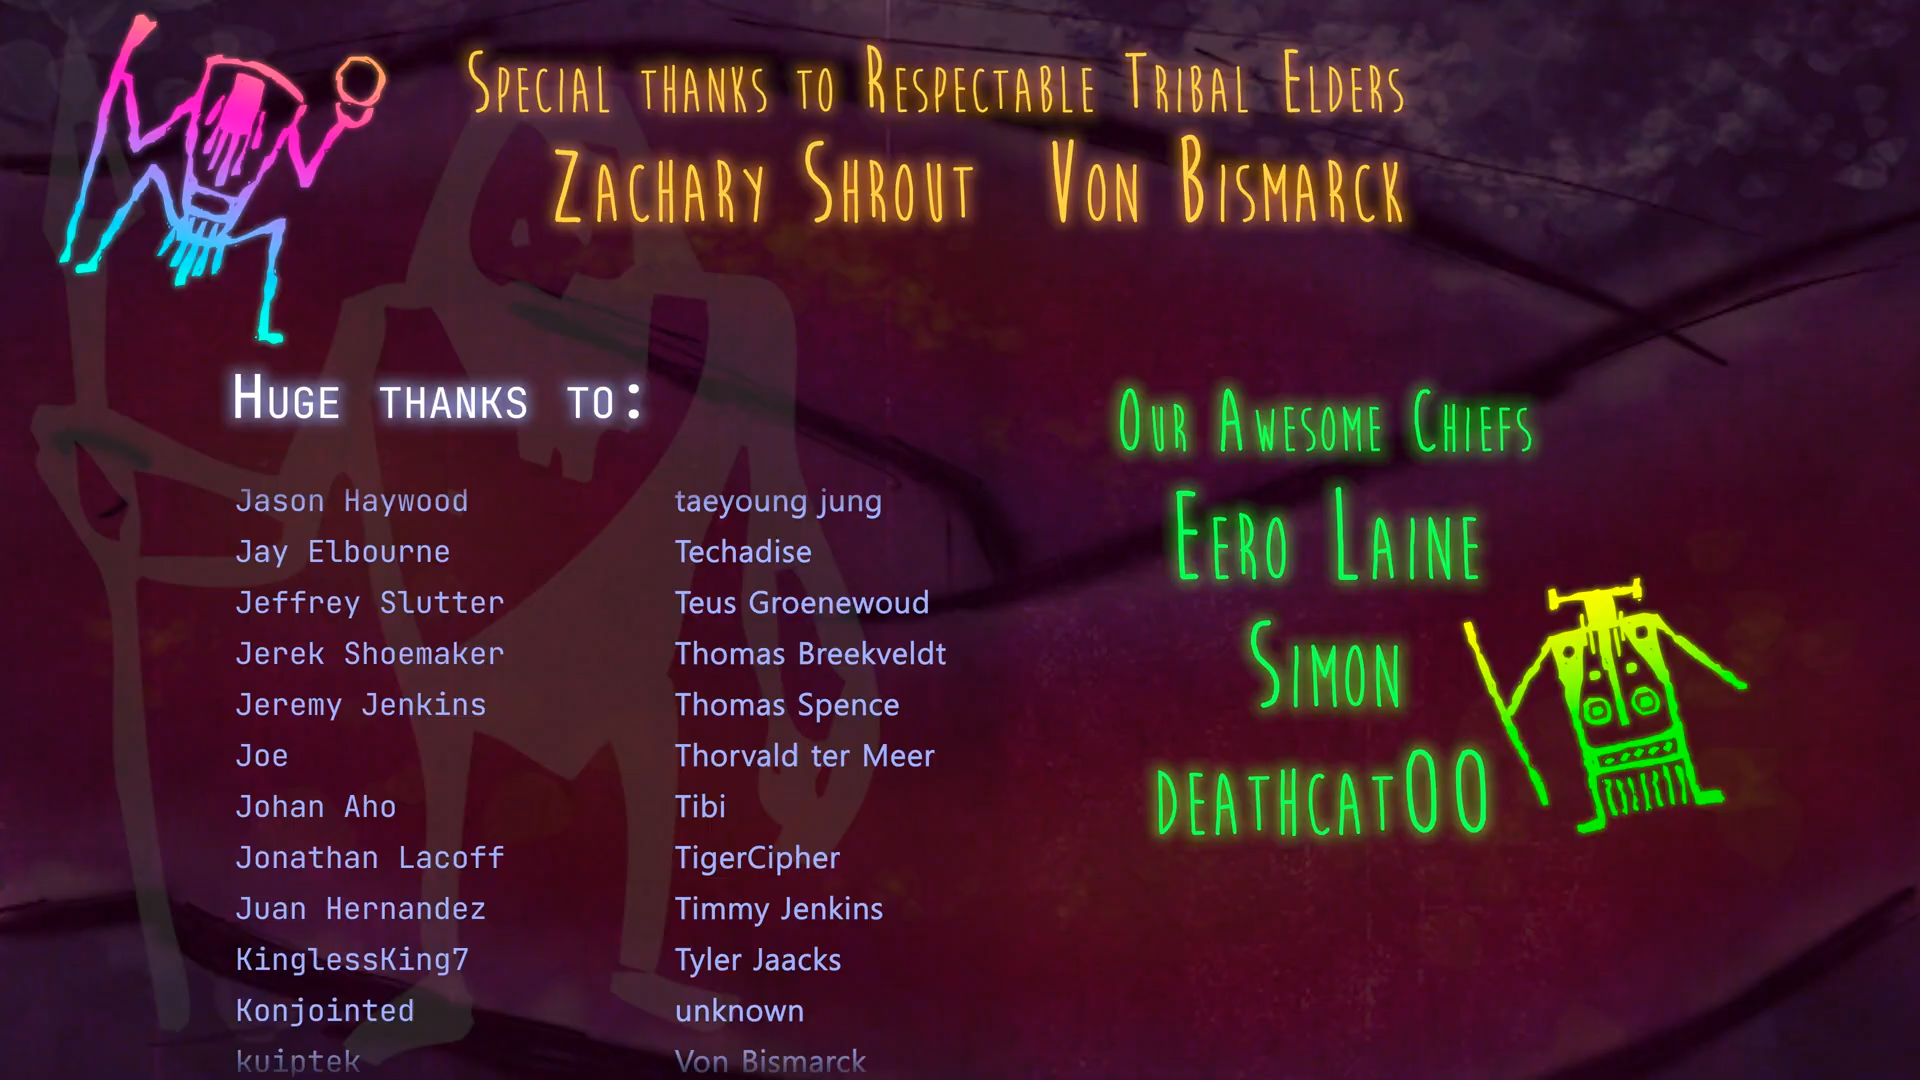 Special thanks to Respectable Tribal Elders
Zachary Shrout Von Bismarck
Huge thanks to:
Jason Haywood
Jay Elbourne
Jeffrey Slutter
Jerek Shoemaker
Jeremy Jenkins
Joe
Johan Aho
Jonathan Lacoff
Juan Hernandez
KinglessKing7
Konjointed
kuiptek
taeyoung jung
Techadise
Teus Groenewoud
Thomas Breekveldt
Thomas Spence
Thorvald ter Meer
Tibi
TigerCipher
Timmy Jenkins
Tyler Jaacks
unknown
Von Bismarck
Our Awesome Chiefs
Eero Laine
Simon
deathcat00